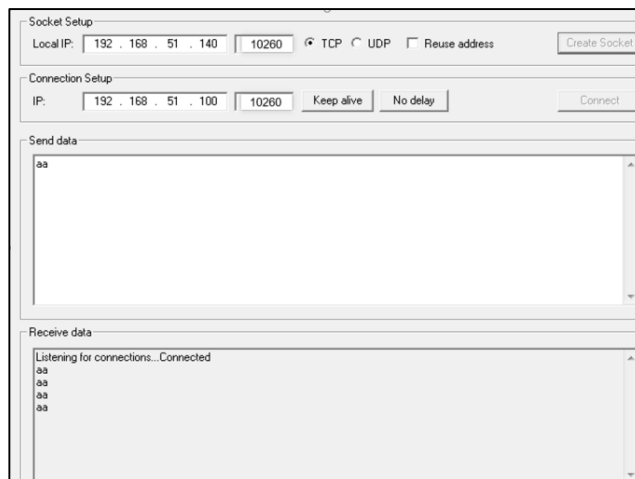 Socket Setup
Local IP: 192 . 168 . 51 . 140 10260 TCP UDP Reuse address Create Socket
Connection Setup
IP: 192 . 168 . 51 . 100 10260 Keep alive No delay Connect
Send data
aa
Receive data
Listening for connections...Connected
aa
aa
aa
aa